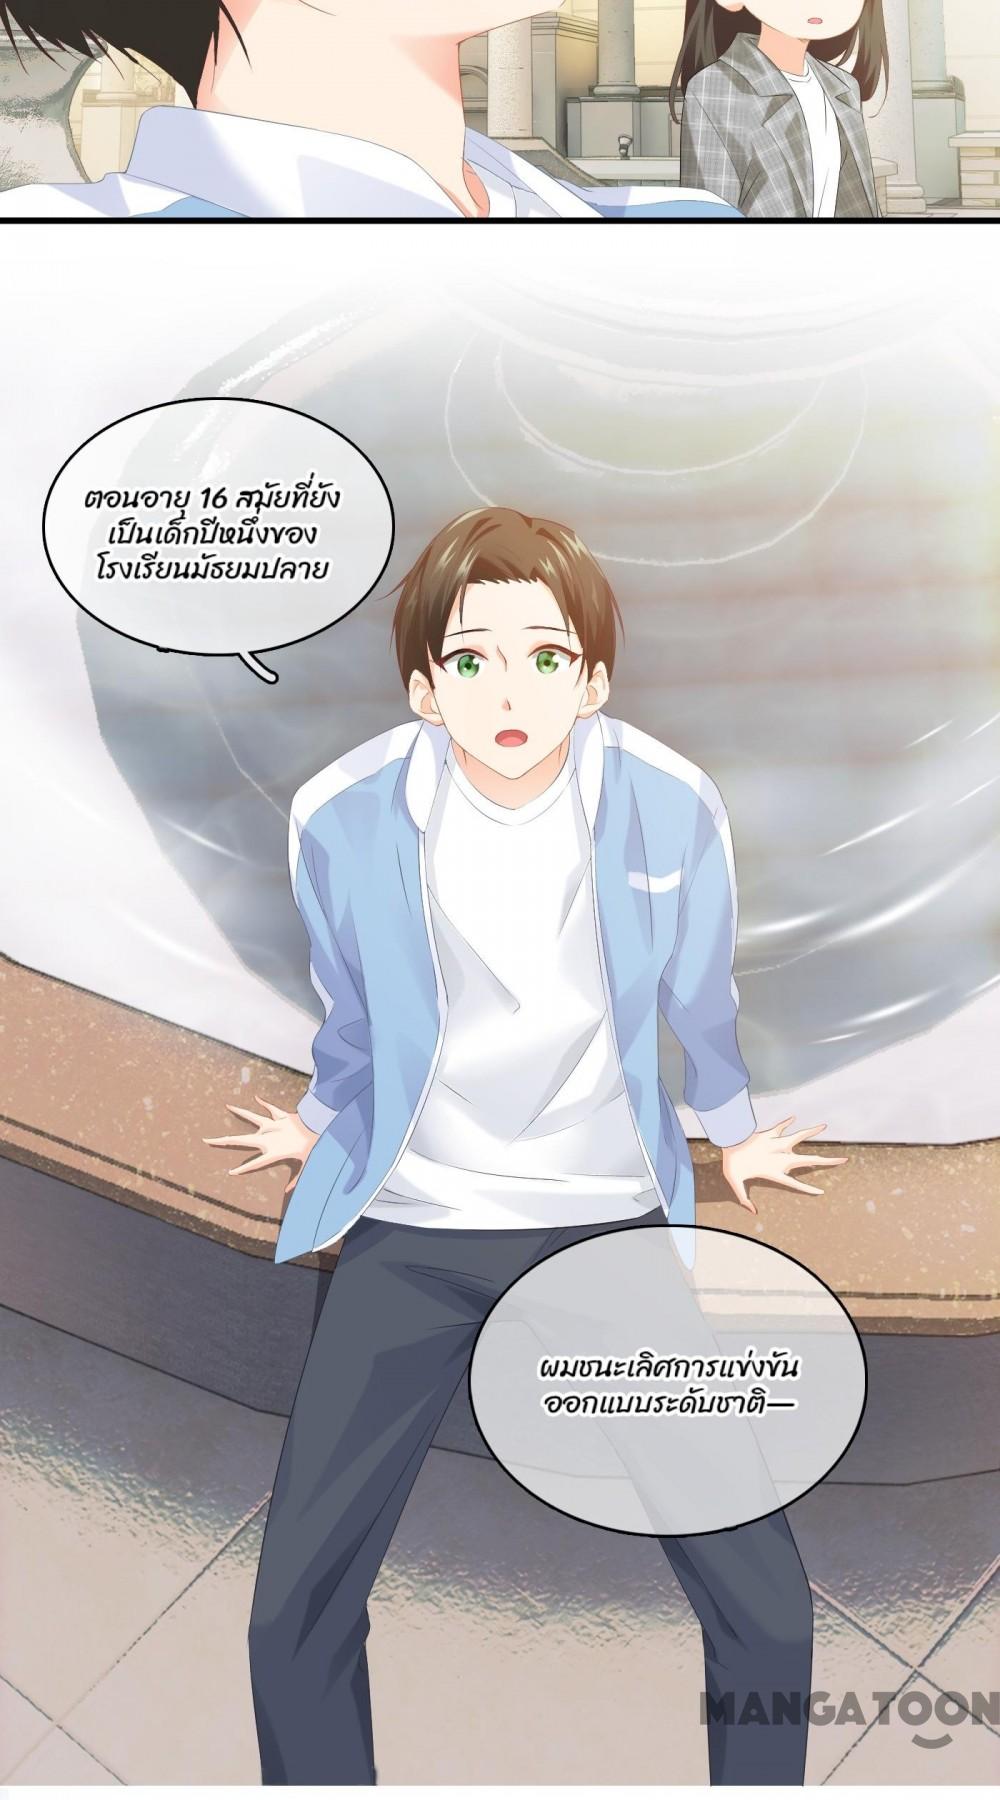 ตอนอายุ 16 สมัยที่ยัง
เป็นเด็กปีหนึ่งของ
โรงเรียนมัธยมปลาย
ผมชนะเลิศการแข่งขัน
ออกแบบระดับชาติ—
MANGATOON